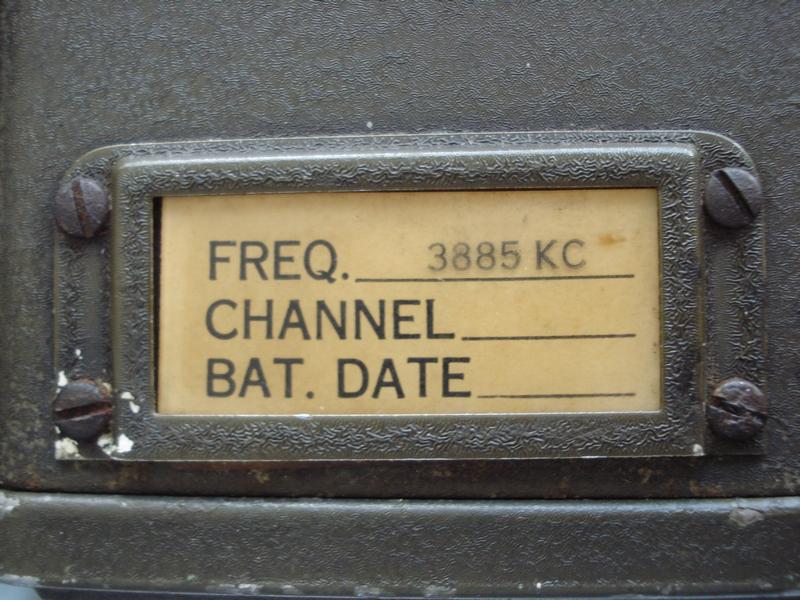 FREQ. 3885 KC
CHANNEL
BAT. DATE